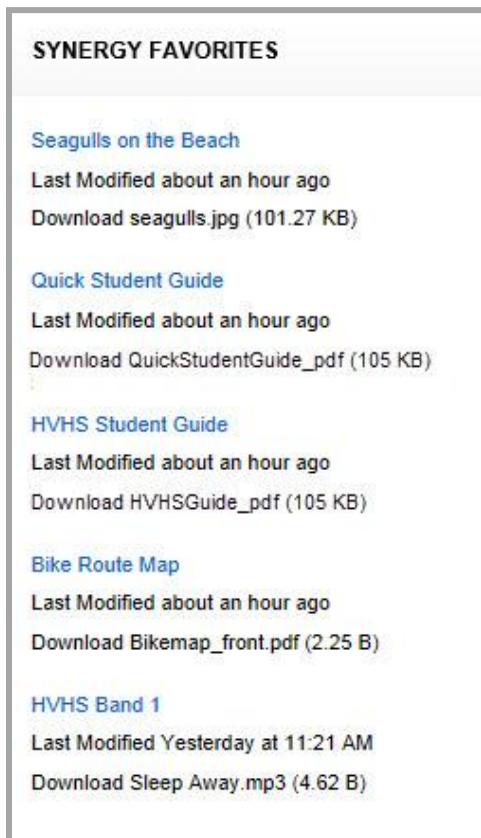 SYNERGY FAVORITES
Seagulls on the Beach
Last Modified about an hour ago
Download seagulls.jpg (101.27 KB)
Quick Student Guide
Last Modified about an hour ago
Download QuickStudentGuide_pdf (105 KB)
HVHS Student Guide
Last Modified about an hour ago
Download HVHSGuide_pdf (105 KB)
Bike Route Map
Last Modified about an hour ago
Download Bikemap_front.pdf (2.25 B)
HVHS Band 1
Last Modified Yesterday at 11:21 AM
Download Sleep Away.mp3 (4.62 B)